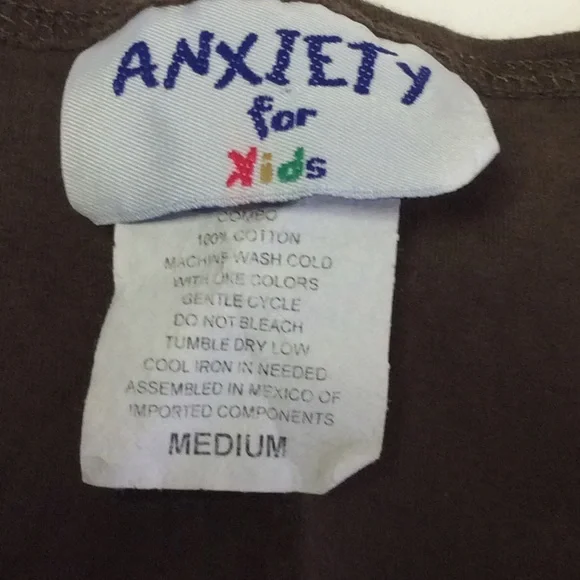 ANXIETY
for
Kids
COMBO
100% COTTON
MACHINE WASH COLD
WITH LIKE COLORS
GENTLE CYCLE
DO NOT BLEACH
TUMBLE DRY LOW
COOL IRON IN NEEDED
ASSEMBLED IN MEXICO OF
IMPORTED COMPONENTS
MEDIUM